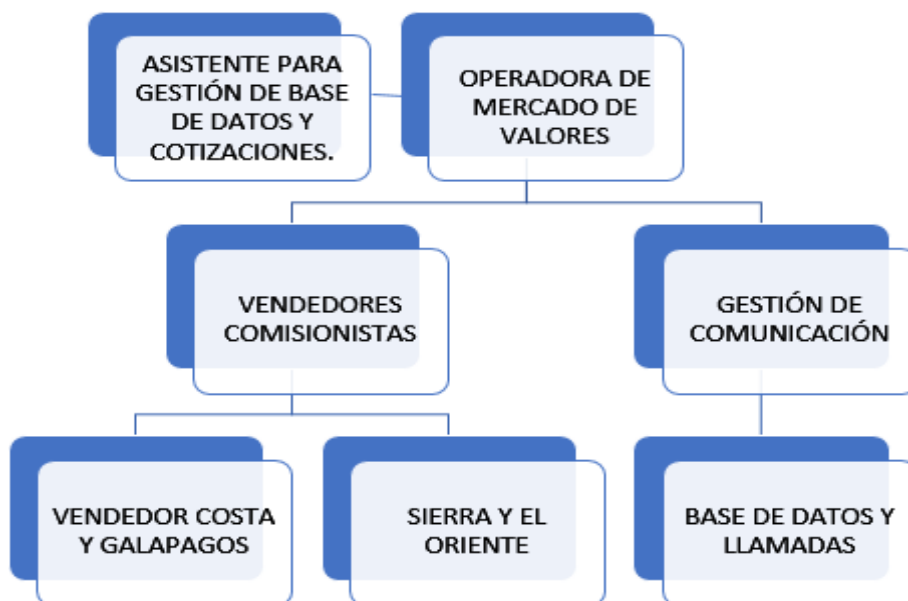 ASISTENTE PARA
GESTIÓN DE BASE
DE DATOS Y
COTIZACIONES.
OPERADORA DE
MERCADO DE
VALORES
VENDEDORES
COMISIONISTAS
GESTIÓN DE
COMUNICACIÓN
VENDEDOR COSTA
Y GALAPAGOS
SIERRA Y EL
ORIENTE
BASE DE DATOS Y
LLAMADAS